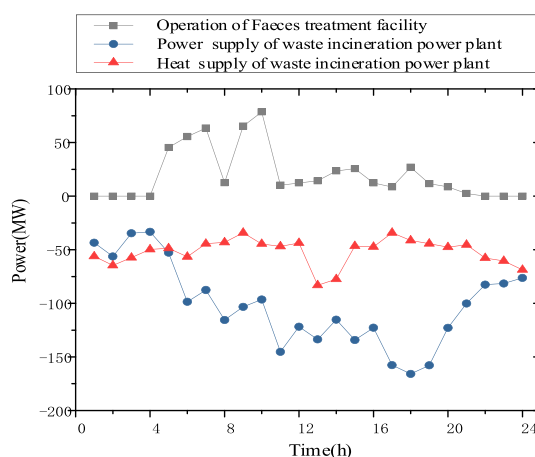 Operation of Faeces treatment facility
Power supply of waste incineration power plant
Heat supply of waste incineration power plant
100
50
0
-50
-100
-150
-200
Power(MW)
0 4 8 12 16 20 24
Time(h)